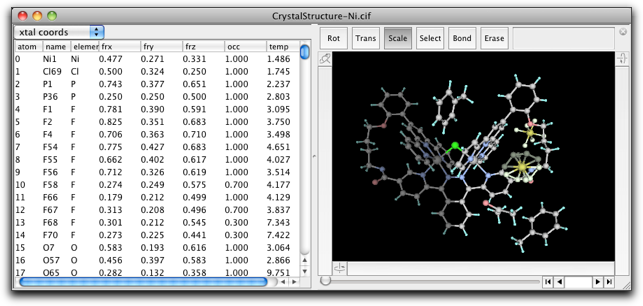 CrystalStructure-Ni.cif
xtal coords
Rot Trans Scale Select Bond Erase
atom name elemen frx fry frz occ temp
0 Ni1 Ni 0.477 0.271 0.331 1.000 1.486
1 Cl69 Cl 0.500 0.324 0.250 1.000 1.745
2 P1 P 0.743 0.377 0.651 1.000 2.237
3 P36 P 0.250 0.250 0.500 1.000 2.803
4 F1 F 0.781 0.390 0.591 1.000 3.095
5 F2 F 0.825 0.351 0.683 1.000 3.750
6 F4 F 0.706 0.363 0.710 1.000 3.498
7 F54 F 0.775 0.427 0.683 1.000 4.651
8 F55 F 0.662 0.402 0.617 1.000 4.027
9 F56 F 0.712 0.326 0.619 1.000 3.514
10 F58 F 0.274 0.249 0.575 0.700 4.177
11 F66 F 0.179 0.212 0.499 1.000 4.129
12 F67 F 0.313 0.208 0.496 0.700 3.837
13 F68 F 0.301 0.212 0.545 0.300 7.343
14 F70 F 0.273 0.225 0.441 0.300 7.422
15 O7 O 0.583 0.193 0.616 1.000 3.064
16 O57 O 0.456 0.397 0.583 1.000 2.866
17 O65 O 0.282 0.132 0.358 1.000 9.751